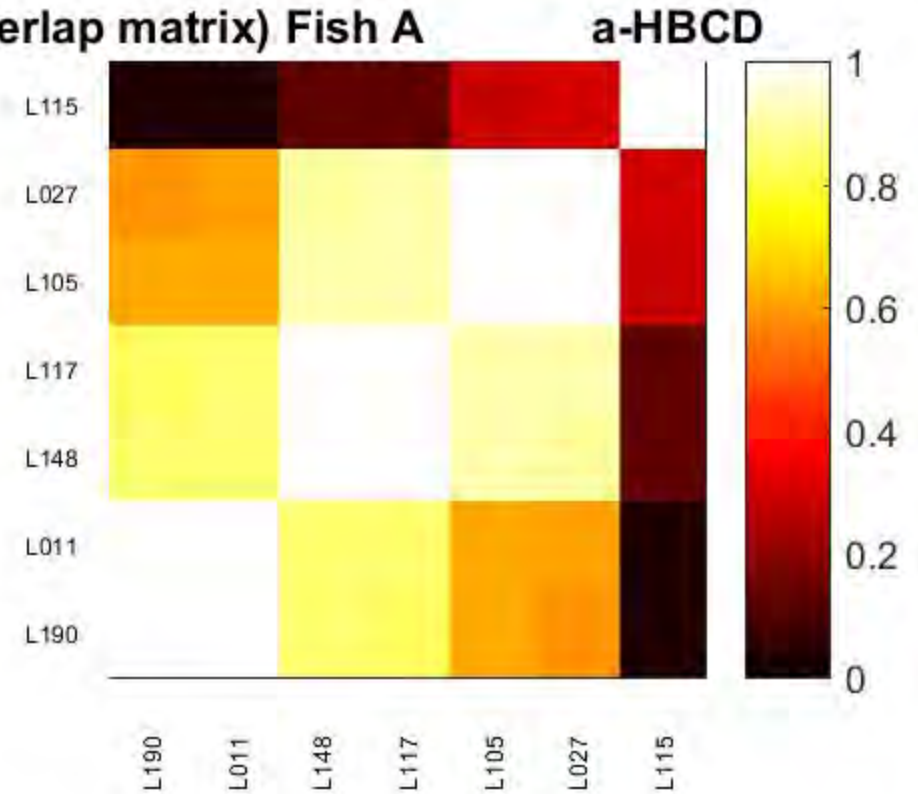 erlap matrix) Fish A a-HBCD
L115
L027
L105
L117
L148
L011
L190
L190 L011 L148 L117 L105 L027 L115
1
0.8
0.6
0.4
0.2
0